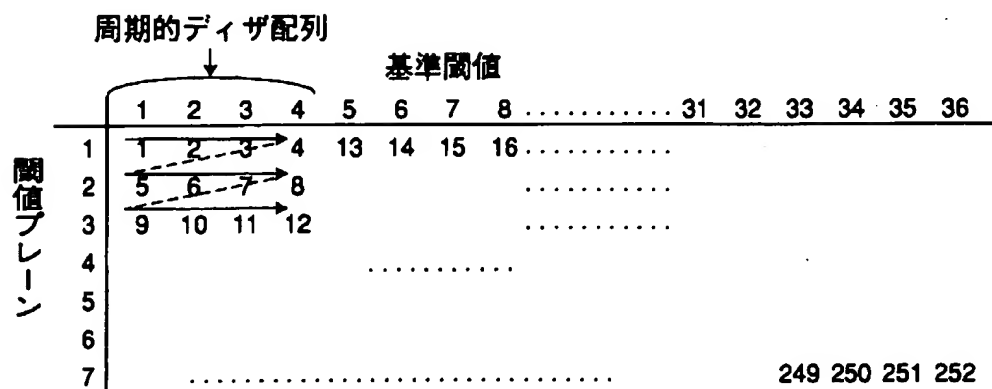 周期的ディザ配列
基準閾値
1 2 3 4 5 6 7 8 ........... 31 32 33 34 35 36
閾値プレーン
1 1 2 3 4 13 14 15 16 ...........
2 5 6 7 8 ...........
3 9 10 11 12 ...........
4 ...........
5
6
7 ................................ 249 250 251 252